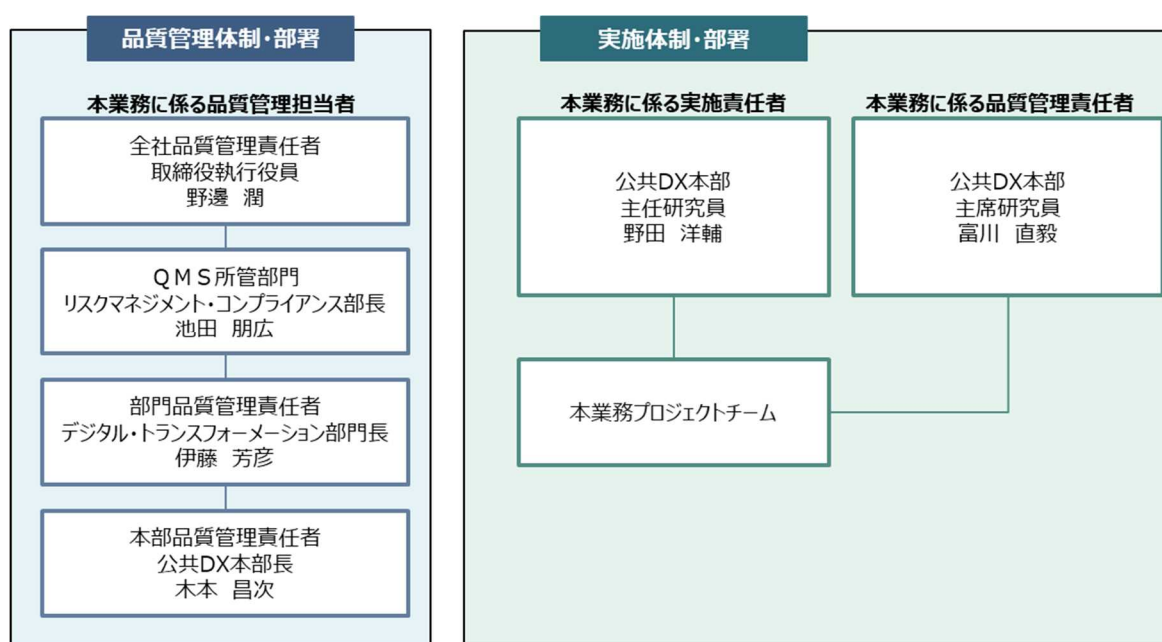 品質管理体制・部署
本業務に係る品質管理担当者
全社品質管理責任者
取締役執行役員
野邊 潤
ＱＭＳ所管部門
リスクマネジメント・コンプライアンス部長
池田 朋広
部門品質管理責任者
デジタル・トランスフォーメーション部門長
伊藤 芳彦
本部品質管理責任者
公共DX本部長
木本 昌次
実施体制・部署
本業務に係る実施責任者
公共DX本部
主任研究員
野田 洋輔
本業務に係る品質管理責任者
公共DX本部
主席研究員
富川 直毅
本業務プロジェクトチーム